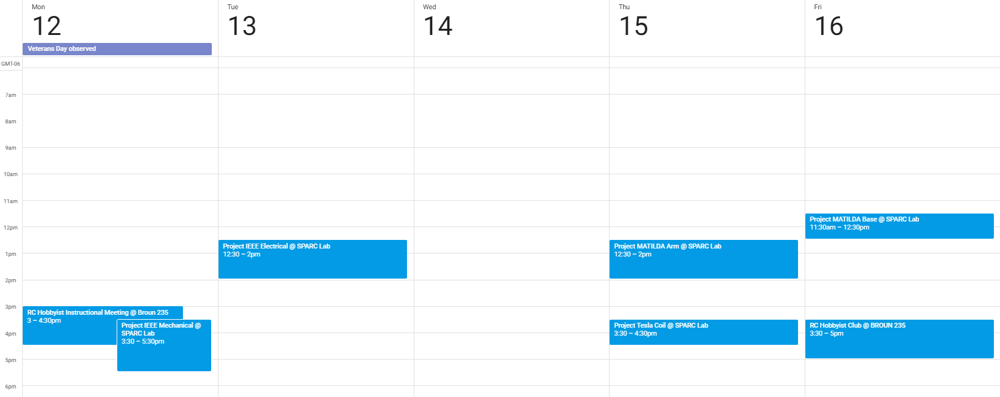 Mon
12
Veterans Day observed
Tue
13
Wed
14
Thu
15
Fri
16
GMT-06
7am
8am
9am
10am
11am
12pm
1pm
2pm
3pm
4pm
5pm
6pm
RC Hobbyist Instructional Meeting @ Broun 235
3 – 4:30pm
Project IEEE Mechanical @
SPARC Lab
3:30 – 5:30pm
Project IEEE Electrical @ SPARC Lab
12:30 – 2pm
Project MATILDA Arm @ SPARC Lab
12:30 – 2pm
Project Tesla Coil @ SPARC Lab
3:30 – 4:30pm
Project MATILDA Base @ SPARC Lab
11:30am – 12:30pm
RC Hobbyist Club @ BROUN 235
3:30 – 5pm